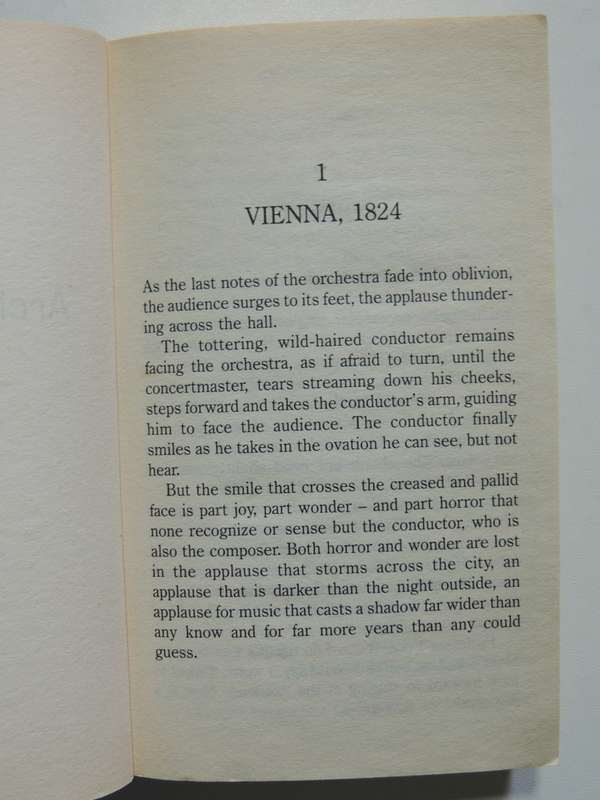 1
VIENNA, 1824
As the last notes of the orchestra fade into oblivion,
the audience surges to its feet, the applause thunder-
ing across the hall.
The tottering, wild-haired conductor remains
facing the orchestra, as if afraid to turn, until the
concertmaster, tears streaming down his cheeks,
steps forward and takes the conductor's arm, guiding
him to face the audience. The conductor finally
smiles as he takes in the ovation he can see, but not
hear.
But the smile that crosses the creased and pallid
face is part joy, part wonder – and part horror that
none recognize or sense but the conductor, who is
also the composer. Both horror and wonder are lost
in the applause that storms across the city, an
applause that is darker than the night outside, an
applause for music that casts a shadow far wider than
any know and for far more years than any could
guess.